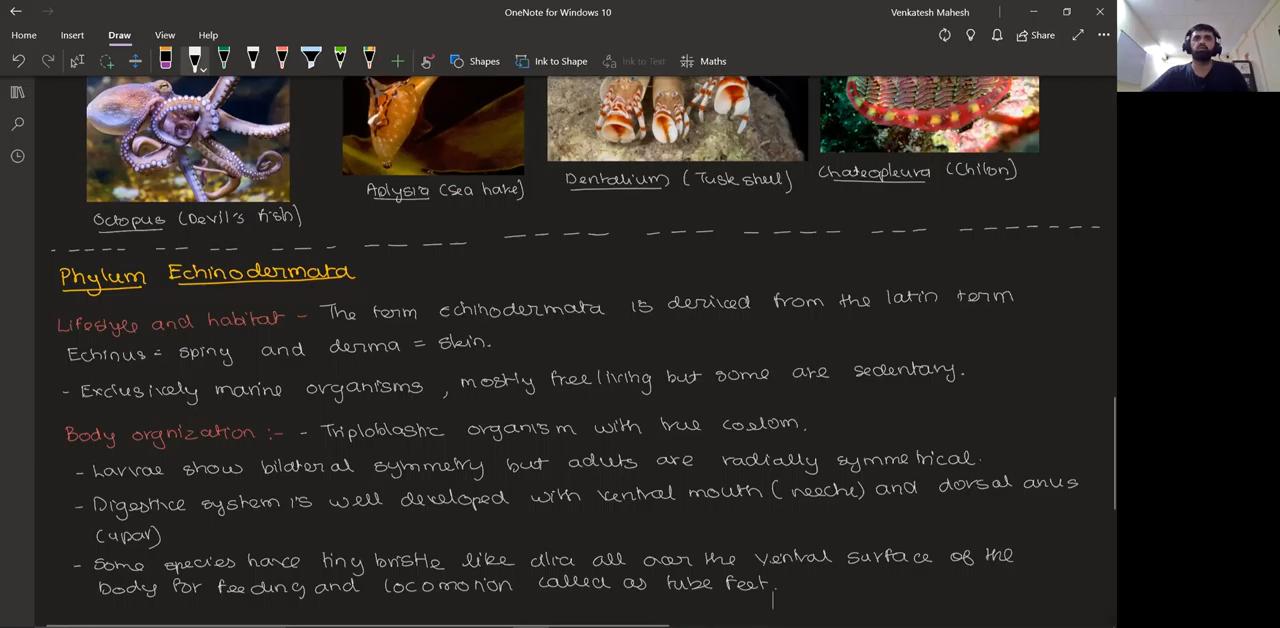 OneNote for Windows 10
Venkatesh Mahesh
Home Insert Draw View Help
Share
Shapes Ink to Shape Ink to Text Maths
Octopus (Devil's fish)
Aplysia (Sea hake)
Dentalium (Tusk shell)
Chateopleura (Chilon)
Phylum Echinodermata
Lifestyle and habitat - The term echinodermata is derived from the latin term
Echinus = spiny and derma = skin.
- Exclusively marine organisms, mostly freeliving but some are sedentary.
Body orgnization :- - Triploblastic organism with true coelom.
- Larvae show bilateral symmetry but adults are radially symmetrical.
- Digestive system is well developed with ventral mouth (neeche) and dorsal anus
(upar)
- Some species have tiny bristle like cilia all over the ventral surface of the
body for feeding and locomotion called as tube feet.